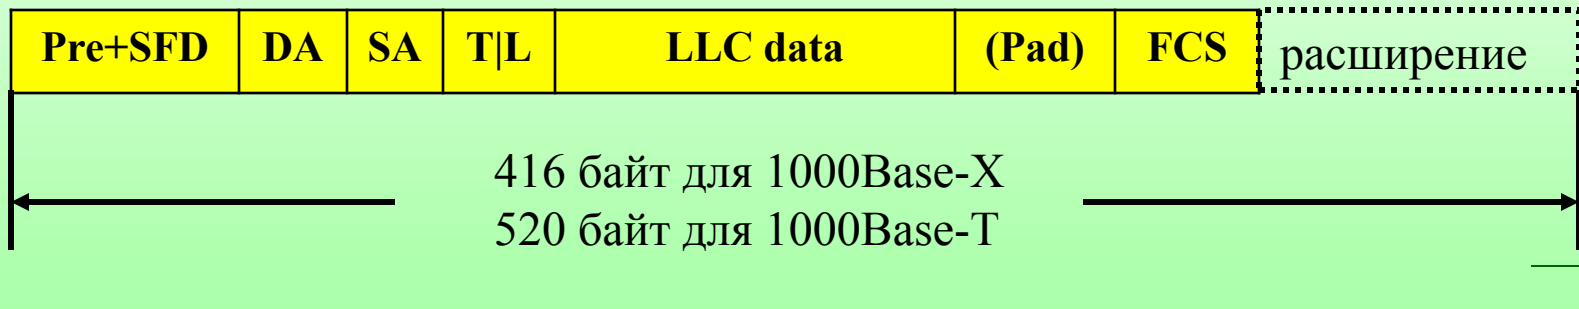 Pre+SFD DA SA T|L LLC data (Pad) FCS расширение
416 байт для 1000Base-X
520 байт для 1000Base-T